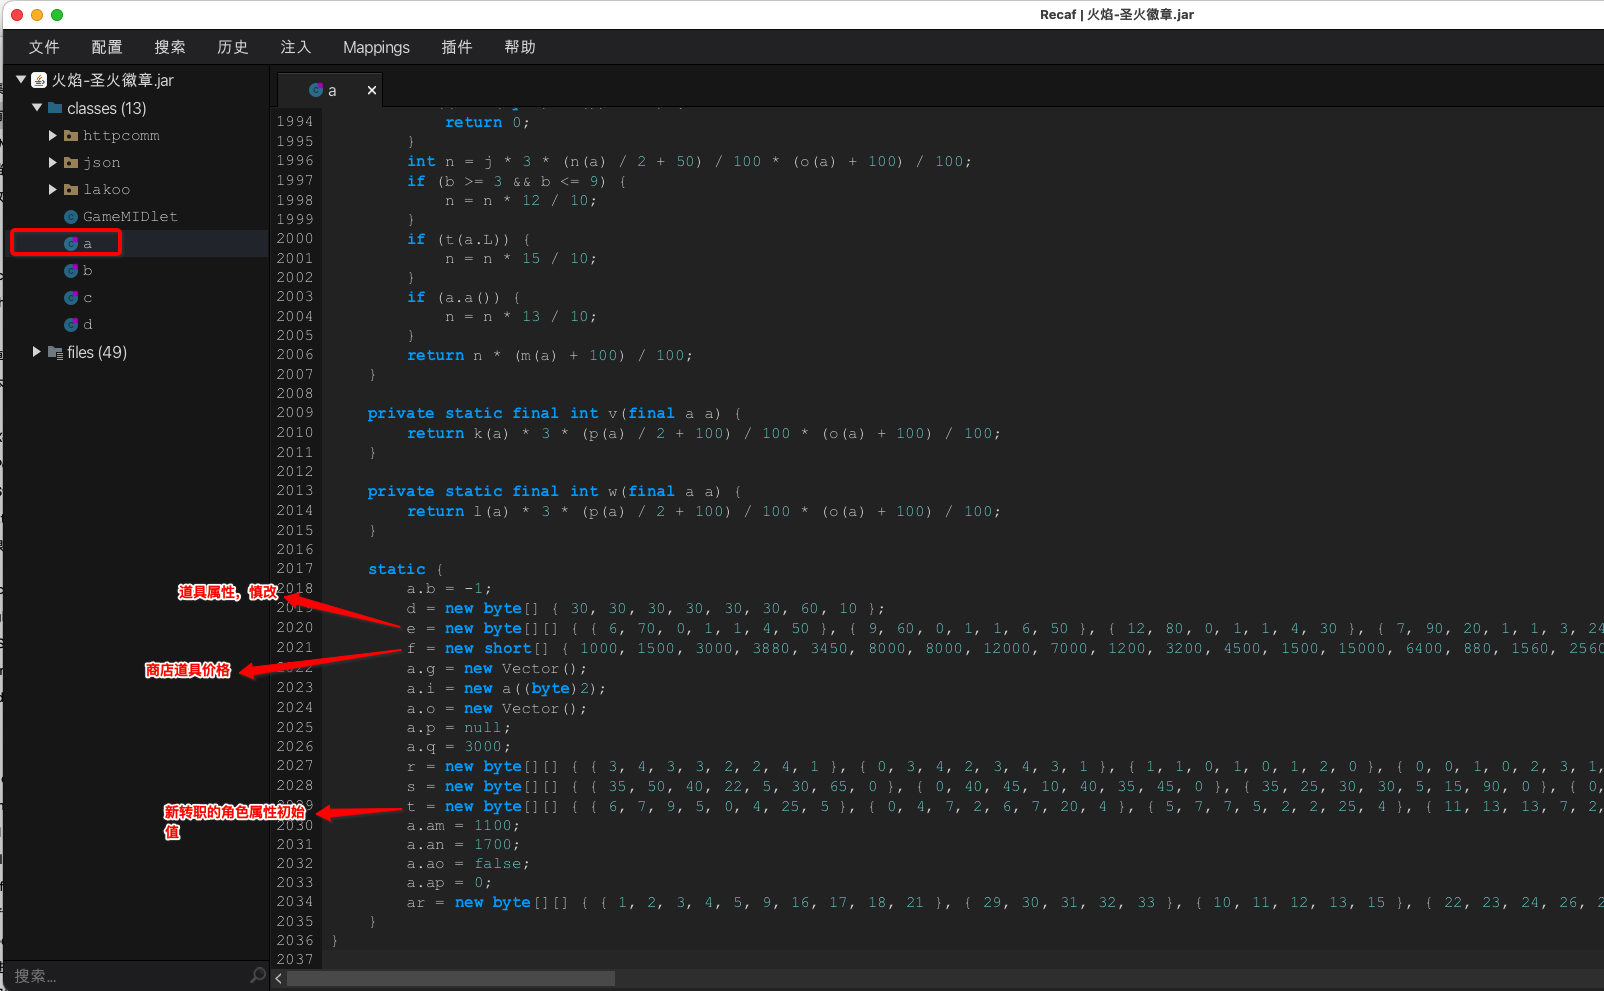 Recaf | 火焰-圣火徽章.jar
文件 配置 搜索 历史 注入 Mappings 插件 帮助
火焰-圣火徽章.jar
classes (13)
httpcomm
json
lakoo
GameMIDlet
a
b
c
d
files (49)
搜索...
a ×
1994 return 0;
1995 }
1996 int n = j * 3 * (n(a) / 2 + 50) / 100 * (o(a) + 100) / 100;
1997 if (b >= 3 && b <= 9) {
1998 n = n * 12 / 10;
1999 }
2000 if (t(a.L)) {
2001 n = n * 15 / 10;
2002 }
2003 if (a.a()) {
2004 n = n * 13 / 10;
2005 }
2006 return n * (m(a) + 100) / 100;
2007 }
2008
2009 private static final int v(final a a) {
2010 return k(a) * 3 * (p(a) / 2 + 100) / 100 * (o(a) + 100) / 100;
2011 }
2012
2013 private static final int w(final a a) {
2014 return l(a) * 3 * (p(a) / 2 + 100) / 100 * (o(a) + 100) / 100;
2015 }
2016
2017 static {
2018 a.b = -1;
2019 d = new byte[] { 30, 30, 30, 30, 30, 30, 60, 10 };
2020 e = new byte[][] { { 6, 70, 0, 1, 1, 4, 50 }, { 9, 60, 0, 1, 1, 6, 50 }, { 12, 80, 0, 1, 1, 4, 30 }, { 7, 90, 20, 1, 1, 3, 24
2021 f = new short[] { 1000, 1500, 3000, 3880, 3450, 8000, 8000, 12000, 7000, 1200, 3200, 4500, 1500, 15000, 6400, 880, 1560, 2560
2022 a.g = new Vector();
2023 a.i = new a((byte)2);
2024 a.o = new Vector();
2025 a.p = null;
2026 a.q = 3000;
2027 r = new byte[][] { { 3, 4, 3, 3, 2, 2, 4, 1 }, { 0, 3, 4, 2, 3, 4, 3, 1 }, { 1, 1, 0, 1, 0, 1, 2, 0 }, { 0, 0, 1, 0, 2, 3, 1,
2028 s = new byte[][] { { 35, 50, 40, 22, 5, 30, 65, 0 }, { 0, 40, 45, 10, 40, 35, 45, 0 }, { 35, 25, 30, 30, 5, 15, 90, 0 }, { 0,
2029 t = new byte[][] { { 6, 7, 9, 5, 0, 4, 25, 5 }, { 0, 4, 7, 2, 6, 7, 20, 4 }, { 5, 7, 7, 5, 2, 2, 25, 4 }, { 11, 13, 13, 7, 2,
2030 a.am = 1100;
2031 a.an = 1700;
2032 a.ao = false;
2033 a.ap = 0;
2034 ar = new byte[][] { { 1, 2, 3, 4, 5, 9, 16, 17, 18, 21 }, { 29, 30, 31, 32, 33 }, { 10, 11, 12, 13, 15 }, { 22, 23, 24, 26, 2
2035 }
2036 }
2037
道具属性，慎改
商店道具价格
新转职的角色属性初始
值